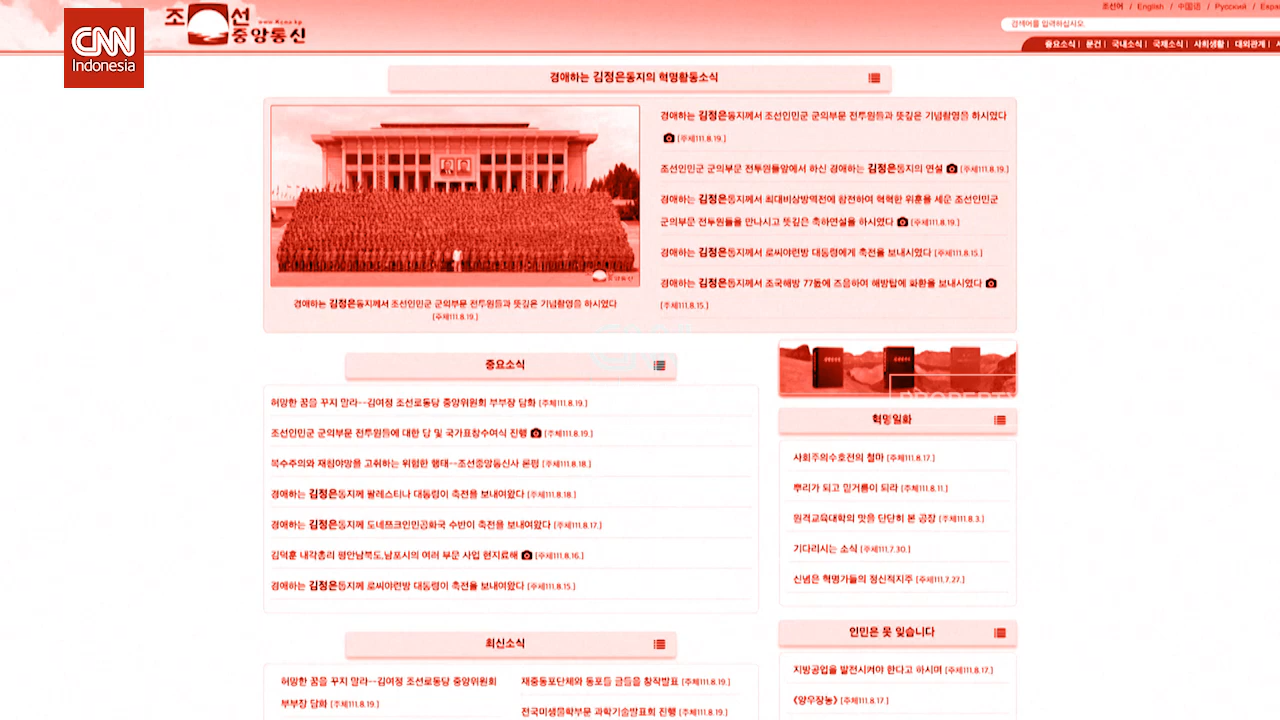 CNN
Indonesia
조선
www.kcna.kp
중앙통신
조선어 / English / 中国语 / Русский / Espa
검색어를 입력하십시오.
중요소식 | 문건 | 국내소식 | 국제소식 | 사회생활 | 대외관계 |
경애하는 김정은동지의 혁명활동소식
경애하는 김정은동지께서 조선인민군 군의부문 전투원들과 뜻깊은 기념촬영을 하시였다
[주체111.8.19.]
경애하는 김정은동지께서 조선인민군 군의부문 전투원들과 뜻깊은 기념촬영을 하시였다
[주체111.8.19.]
조선인민군 군의부문 전투원들앞에서 하신 경애하는 김정은동지의 연설 [주체111.8.19.]
경애하는 김정은동지께서 최대비상방역전에 참전하여 혁혁한 위훈을 세운 조선인민군
군의부문 전투원들을 만나시고 뜻깊은 축하연설을 하시였다 [주체111.8.19.]
경애하는 김정은동지께서 로씨야련방 대통령에게 축전을 보내시였다 [주체111.8.15.]
경애하는 김정은동지께서 조국해방 77돐에 즈음하여 해방탑에 화환을 보내시였다
[주체111.8.15.]
중요소식
허망한 꿈을 꾸지 말라--김여정 조선로동당 중앙위원회 부부장 담화 [주체111.8.19.]
조선인민군 군의부문 전투원들에 대한 당 및 국가표창수여식 진행 [주체111.8.19.]
복수주의와 재침야망을 고취하는 위험한 행태--조선중앙통신사 론평 [주체111.8.18.]
경애하는 김정은동지께 팔레스티나 대통령이 축전을 보내여왔다 [주체111.8.18.]
경애하는 김정은동지께 도네쯔크인민공화국 수반이 축전을 보내여왔다 [주체111.8.17.]
김덕훈 내각총리 평안남북도,남포시의 여러 부문 사업 현지료해 [주체111.8.16.]
경애하는 김정은동지께 로씨야련방 대통령이 축전을 보내여왔다 [주체111.8.15.]
PROPERTY
혁명일화
사회주의수호전의 철마 [주체111.8.17.]
뿌리가 되고 밑거름이 되라 [주체111.8.11.]
원격교육대학의 맛을 단단히 본 공장 [주체111.8.3.]
기다리시는 소식 [주체111.7.30.]
신념은 혁명가들의 정신적지주 [주체111.7.27.]
인민은 못 잊습니다
지방공업을 발전시켜야 한다고 하시며 [주체111.8.17.]
《양우장농》 [주체111.8.17.]
최신소식
허망한 꿈을 꾸지 말라--김여정 조선로동당 중앙위원회
부부장 담화 [주체111.8.19.]
재중동포단체와 동포들 글들을 창작발표 [주체111.8.19.]
전국미생물학부문 과학기술발표회 진행 [주체111.8.19.]